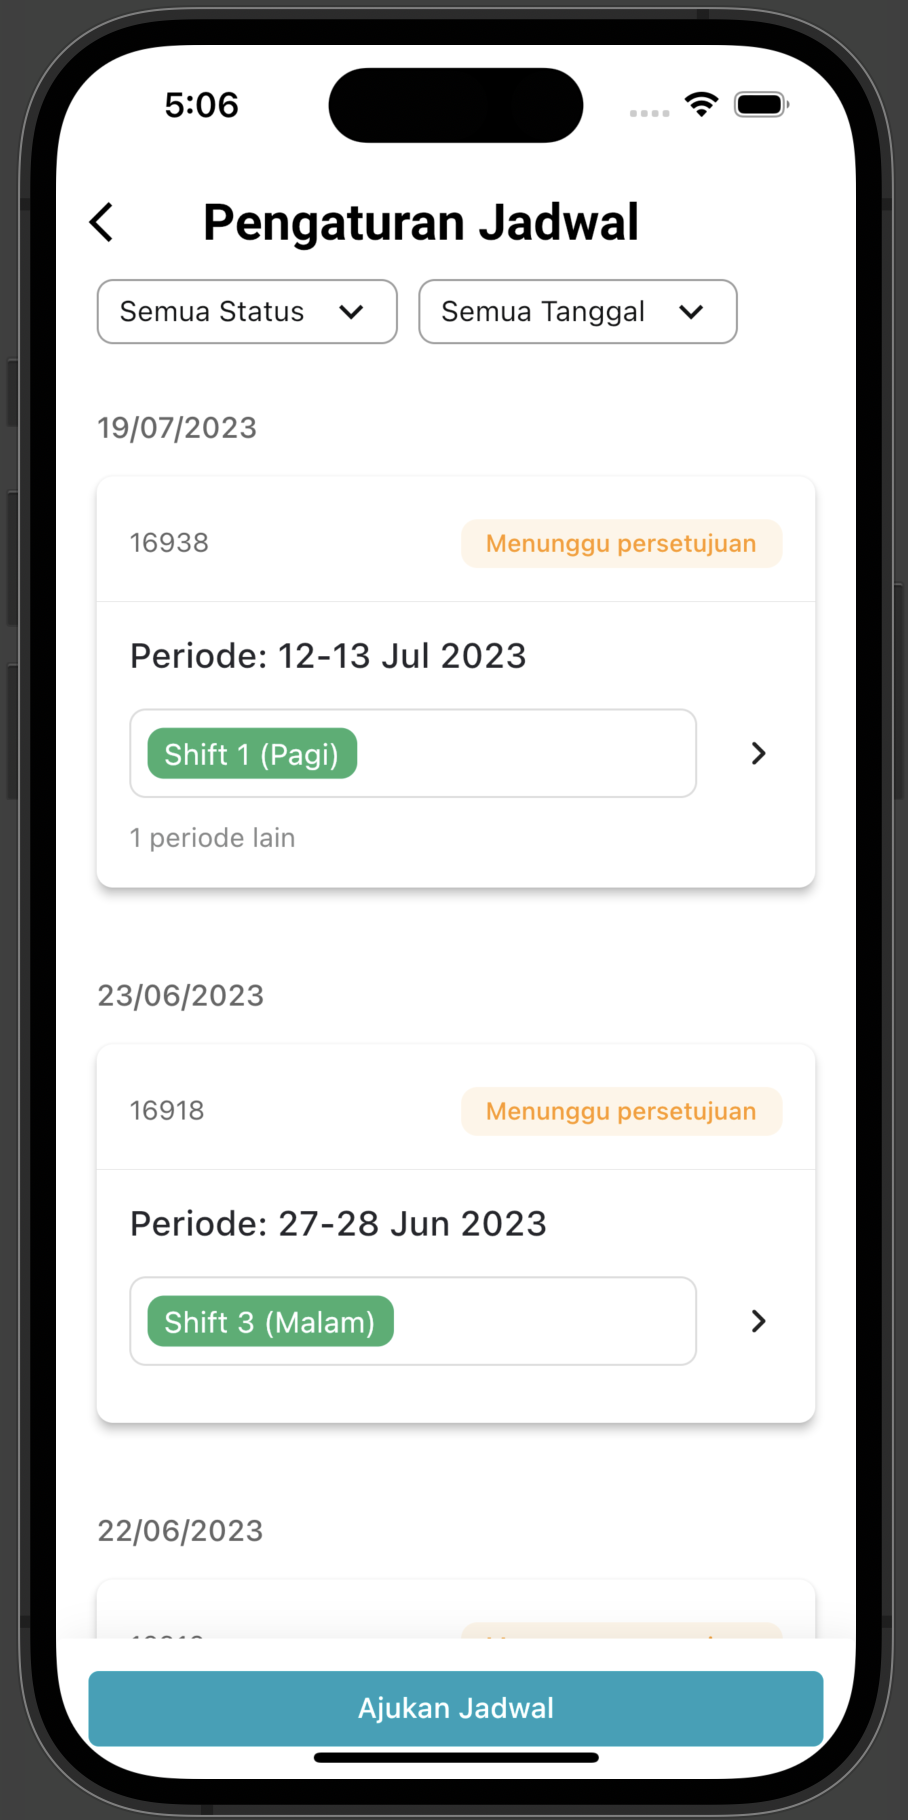 5:06
Pengaturan Jadwal
Semua Status
Semua Tanggal
19/07/2023
16938
Menunggu persetujuan
Periode: 12-13 Jul 2023
Shift 1 (Pagi)
1 periode lain
23/06/2023
16918
Menunggu persetujuan
Periode: 27-28 Jun 2023
Shift 3 (Malam)
22/06/2023
Ajukan Jadwal